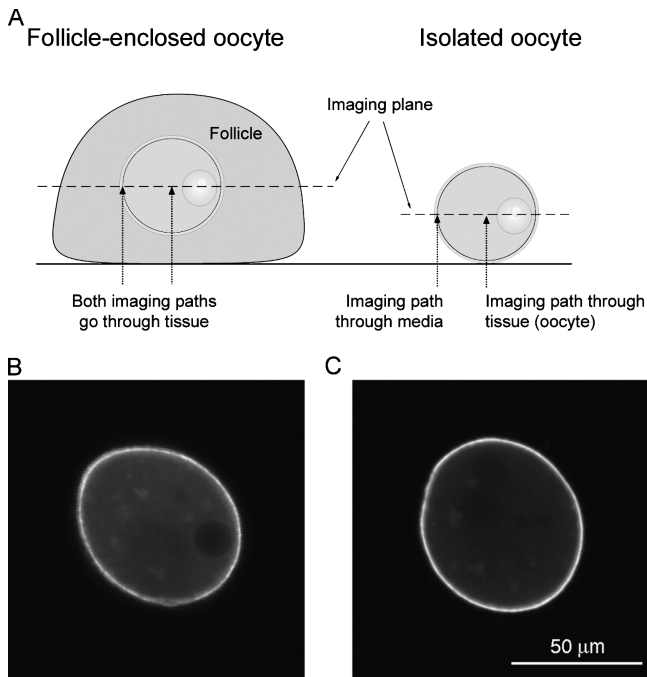 A
Follicle-enclosed oocyte
Isolated oocyte
Imaging plane
Follicle
Both imaging paths
go through tissue
Imaging path
through media
Imaging path through
tissue (oocyte)
B
C
50 μm